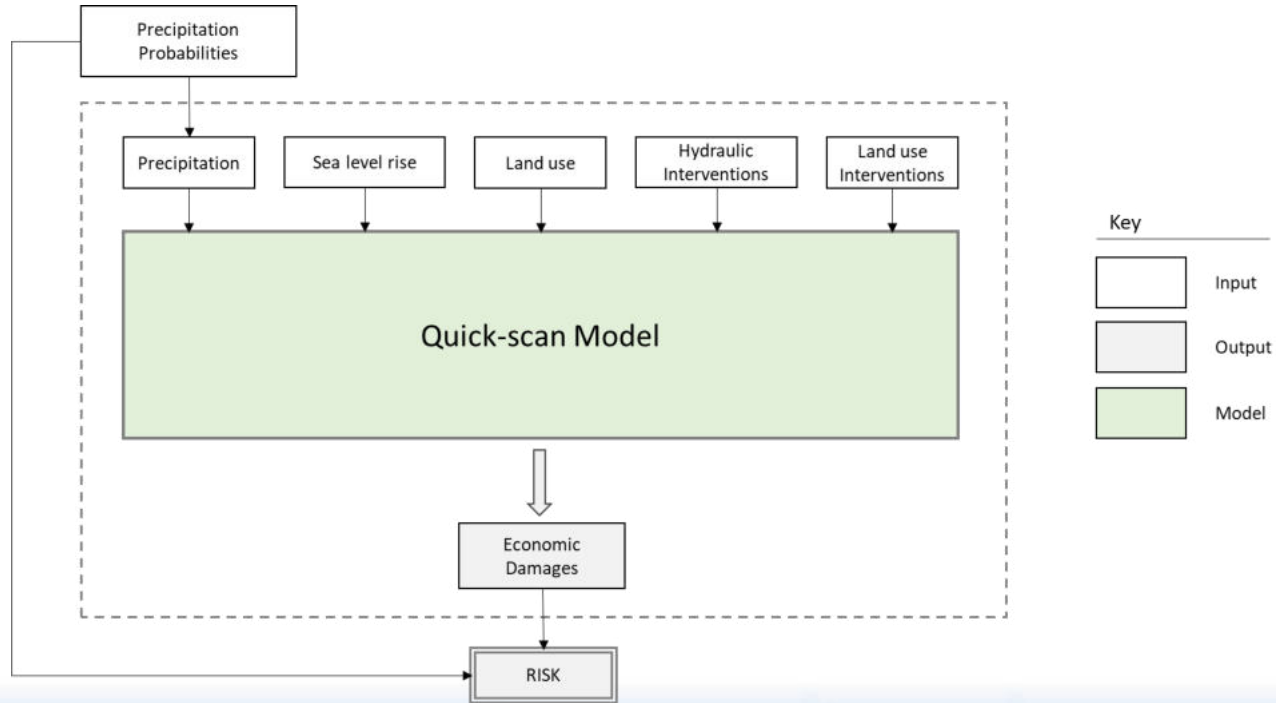 Precipitation
Probabilities
Precipitation
Sea level rise
Land use
Hydraulic
Interventions
Land use
Interventions
Quick-scan Model
Economic
Damages
RISK
Key
Input
Output
Model